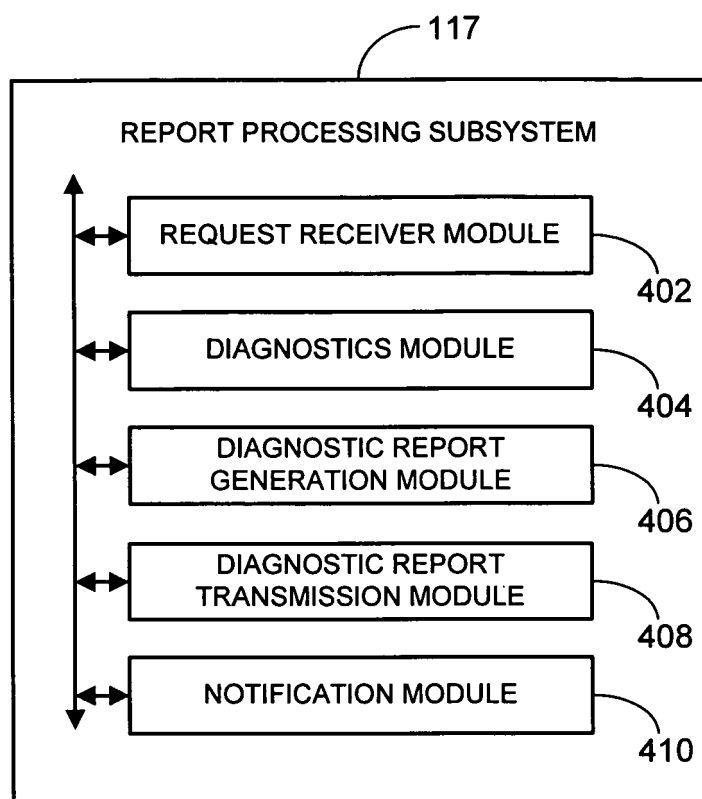 117
REPORT PROCESSING SUBSYSTEM
REQUEST RECEIVER MODULE
402
DIAGNOSTICS MODULE
404
DIAGNOSTIC REPORT
GENERATION MODULE
406
DIAGNOSTIC REPORT
TRANSMISSION MODULE
408
NOTIFICATION MODULE
410